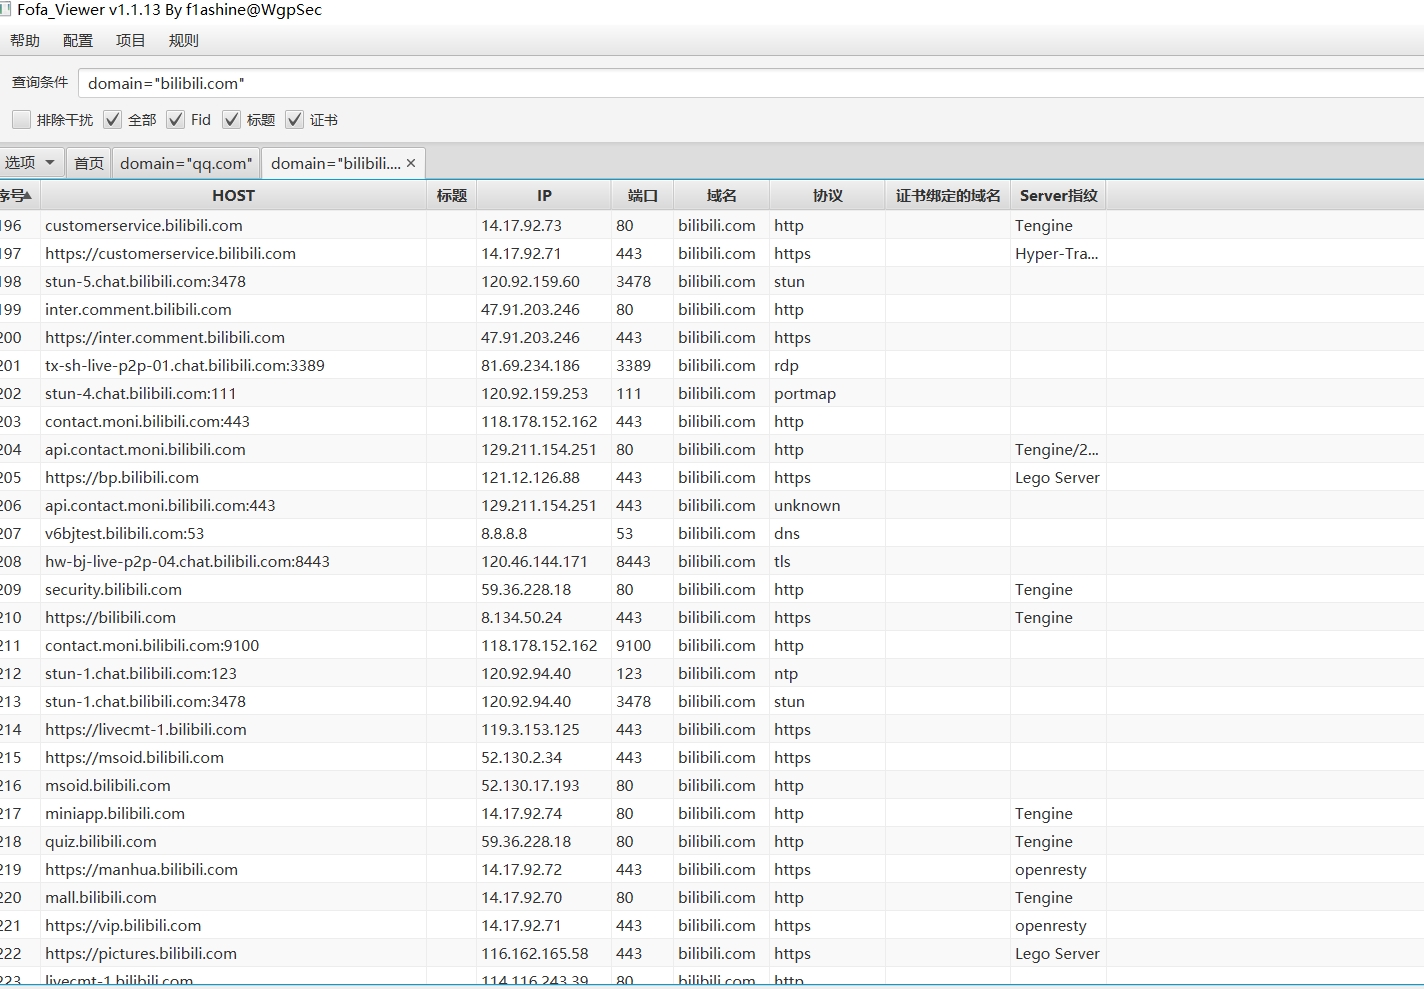 Fofa_Viewer v1.1.13 By f1ashine@WgpSec
帮助 配置 项目 规则
查询条件 domain="bilibili.com"
排除干扰 全部 Fid 标题 证书
选项 首页 domain="qq.com" domain="bilibili.... ×
序号 HOST 标题 IP 端口 域名 协议 证书绑定的域名 Server指纹
196 customerservice.bilibili.com 14.17.92.73 80 bilibili.com http Tengine
197 https://customerservice.bilibili.com 14.17.92.71 443 bilibili.com https Hyper-Tra...
198 stun-5.chat.bilibili.com:3478 120.92.159.60 3478 bilibili.com stun
199 inter.comment.bilibili.com 47.91.203.246 80 bilibili.com http
200 https://inter.comment.bilibili.com 47.91.203.246 443 bilibili.com https
201 tx-sh-live-p2p-01.chat.bilibili.com:3389 81.69.234.186 3389 bilibili.com rdp
202 stun-4.chat.bilibili.com:111 120.92.159.253 111 bilibili.com portmap
203 contact.moni.bilibili.com:443 118.178.152.162 443 bilibili.com http
204 api.contact.moni.bilibili.com 129.211.154.251 80 bilibili.com http Tengine/2...
205 https://bp.bilibili.com 121.12.126.88 443 bilibili.com https Lego Server
206 api.contact.moni.bilibili.com:443 129.211.154.251 443 bilibili.com unknown
207 v6bjtest.bilibili.com:53 8.8.8.8 53 bilibili.com dns
208 hw-bj-live-p2p-04.chat.bilibili.com:8443 120.46.144.171 8443 bilibili.com tls
209 security.bilibili.com 59.36.228.18 80 bilibili.com http Tengine
210 https://bilibili.com 8.134.50.24 443 bilibili.com https Tengine
211 contact.moni.bilibili.com:9100 118.178.152.162 9100 bilibili.com http
212 stun-1.chat.bilibili.com:123 120.92.94.40 123 bilibili.com ntp
213 stun-1.chat.bilibili.com:3478 120.92.94.40 3478 bilibili.com stun
214 https://livecmt-1.bilibili.com 119.3.153.125 443 bilibili.com https
215 https://msoid.bilibili.com 52.130.2.34 443 bilibili.com https
216 msoid.bilibili.com 52.130.17.193 80 bilibili.com http
217 miniapp.bilibili.com 14.17.92.74 80 bilibili.com http Tengine
218 quiz.bilibili.com 59.36.228.18 80 bilibili.com http Tengine
219 https://manhua.bilibili.com 14.17.92.72 443 bilibili.com https openresty
220 mall.bilibili.com 14.17.92.70 80 bilibili.com http Tengine
221 https://vip.bilibili.com 14.17.92.71 443 bilibili.com https openresty
222 https://pictures.bilibili.com 116.162.165.58 443 bilibili.com https Lego Server
223 livecmt-1.bilibili.com 114.116.243.39 80 bilibili.com http